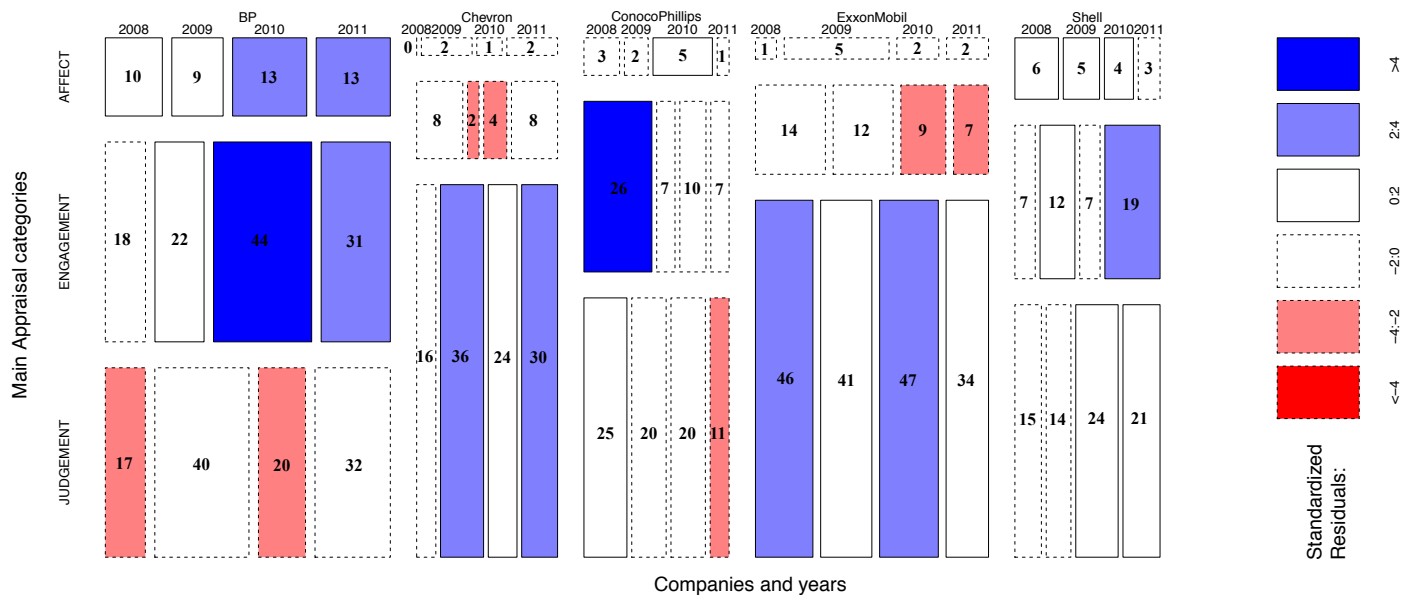 BP Chevron ConocoPhillips ExxonMobil Shell
2008 2009 2010 2011 2008 2009 2010 2011 2008 2009 2010 2011 2008 2009 2010 2011 2008 2009 2010 2011
AFFECT
10 9 13 13 0 2 1 2 3 2 5 1 1 5 2 2 6 5 4 3
8 2 4 8 14 12 9 7
ENGAGEMENT
18 22 44 31 26 7 10 7 7 12 7 19
JUDGEMENT
17 40 20 32 16 36 24 30 25 20 20 11 46 41 47 34 15 14 24 21
Main Appraisal categories
Companies and years
>4
2:4
0:2
−2:0
−4:−2
<−4
Standardized
Residuals: